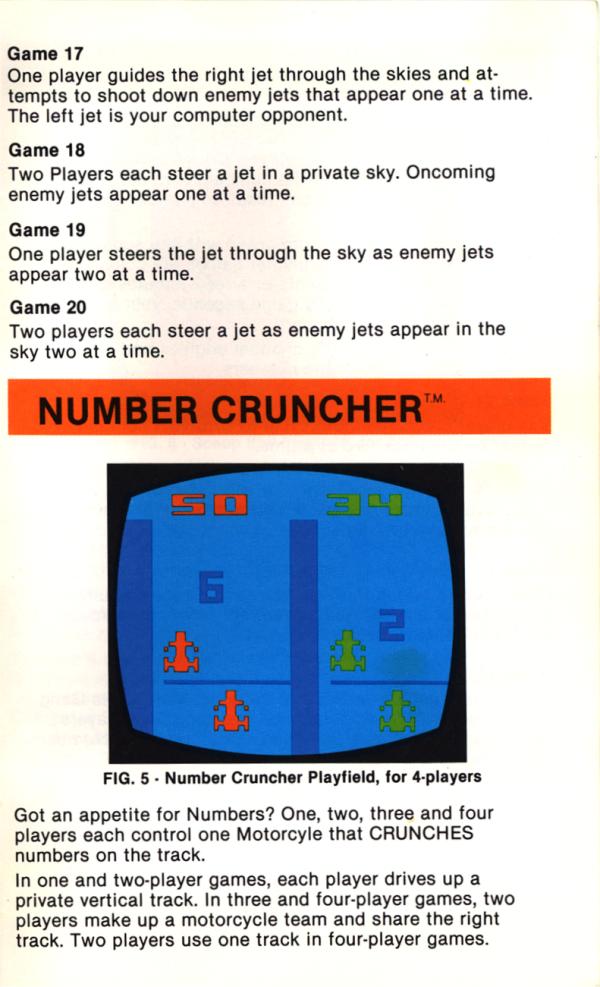 Game 17
One player guides the right jet through the skies and at-
tempts to shoot down enemy jets that appear one at a time.
The left jet is your computer opponent.
Game 18
Two Players each steer a jet in a private sky. Oncoming
enemy jets appear one at a time.
Game 19
One player steers the jet through the sky as enemy jets
appear two at a time.
Game 20
Two players each steer a jet as enemy jets appear in the
sky two at a time.
NUMBER CRUNCHER T.M.
50 34
6
2
FIG. 5 - Number Cruncher Playfield, for 4-players
Got an appetite for Numbers? One, two, three and four
players each control one Motorcyle that CRUNCHES
numbers on the track.
In one and two-player games, each player drives up a
private vertical track. In three and four-player games, two
players make up a motorcycle team and share the right
track. Two players use one track in four-player games.